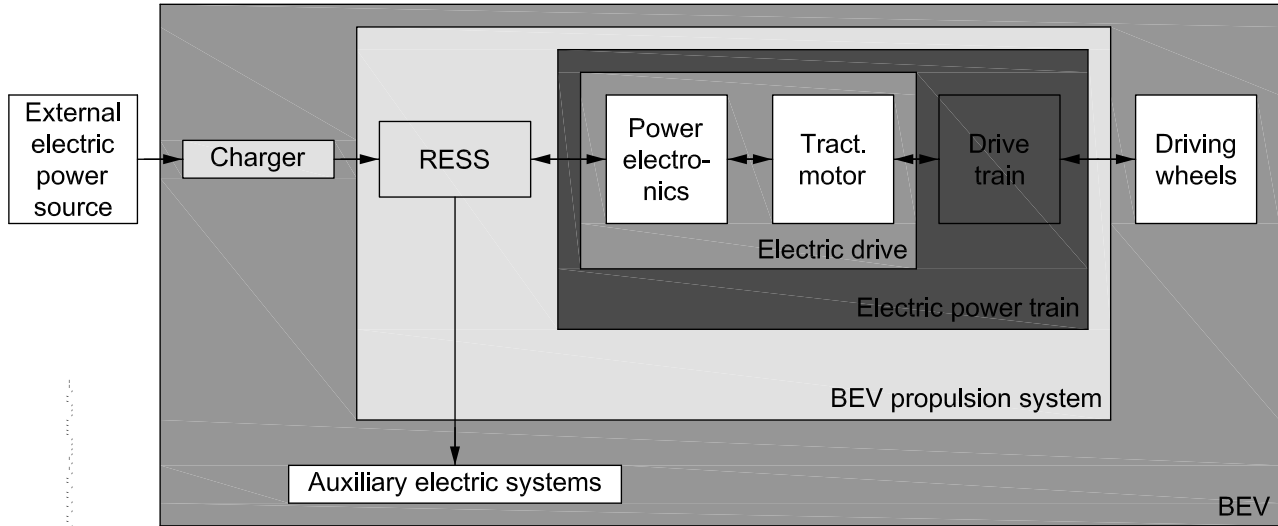 External
electric
power
source
Charger
RESS
Power
electro-
nics
Tract.
motor
Drive
train
Driving
wheels
Electric drive
Electric power train
BEV propulsion system
Auxiliary electric systems
BEV